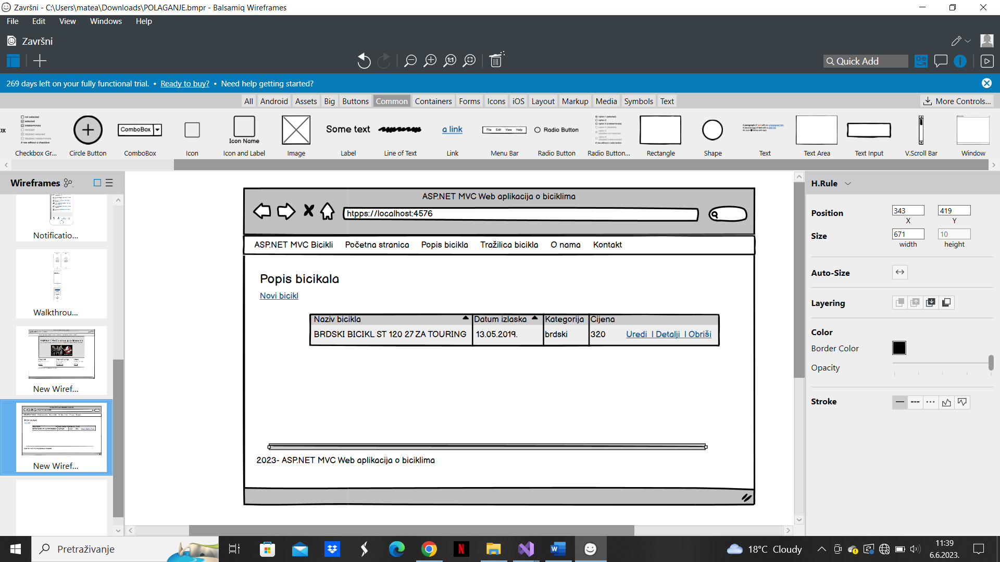 Završni - C:\Users\matea\Downloads\POLAGANJE.bmpr - Balsamiq Wireframes
File Edit View Windows Help
Završni
1:1
Quick Add
269 days left on your fully functional trial. • Ready to buy? • Need help getting started?
All Android Assets Big Buttons Common Containers Forms Icons iOS Layout Markup Media Symbols Text More Controls...
ComboBox Icon Name Some text a link File Edit View Help Radio Button
Checkbox Gr... Circle Button ComboBox Icon Icon and Label Image Label Line of Text Link Menu Bar Radio Button Radio Button... Rectangle Shape Text Text Area Text Input V.Scroll Bar Window
Wireframes
Notificatio...
Walkthrou...
New Wiref...
New Wiref...
ASP.NET MVC Web aplikacija o biciklima
htpps://localhost:4576
ASP.NET MVC Bicikli Početna stranica Popis bicikla Tražilica bicikla O nama Kontakt
Popis bicikala
Novi bicikl
Naziv bicikla Datum izlaska Kategorija Cijena
BRDSKI BICIKL ST 120 27 ZA TOURING 13.05.2019. brdski 320 Uredi I Detalji I Obriši
2023- ASP.NET MVC Web aplikacija o biciklima
H.Rule
Position 343 419
X Y
Size 671 10
width height
Auto-Size
Layering
Color
Border Color
Opacity
Stroke
Pretraživanje
18°C Cloudy
11:39
6.6.2023.